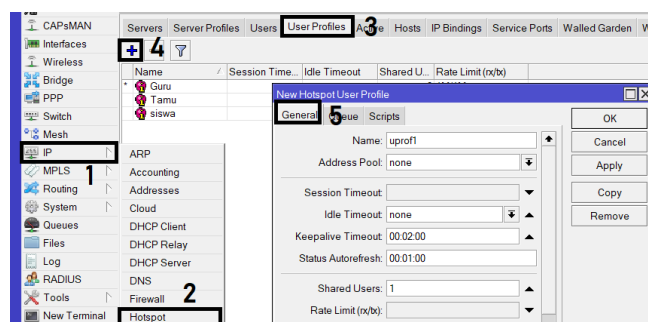 CAPsMAN
Interfaces
Wireless
Bridge
PPP
Switch
Mesh
IP
MPLS
1
Routing
System
Queues
Files
Log
RADIUS
Tools
New Terminal
ARP
Accounting
Addresses
Cloud
DHCP Client
DHCP Relay
DHCP Server
DNS
Firewall
2
Hotspot
Servers Server Profiles Users User Profiles Active 3 Hosts IP Bindings Service Ports Walled Garden W
4
Name Session Time... Idle Timeout Shared U... Rate Limit (rx/tx)
* Guru
Tamu
siswa
New Hotspot User Profile
General 5 Queue Scripts
Name: uprof1
Address Pool: none
Session Timeout:
Idle Timeout: none
Keepalive Timeout: 00:02:00
Status Autorefresh: 00:01:00
Shared Users: 1
Rate Limit (rx/tx):
OK
Cancel
Apply
Copy
Remove